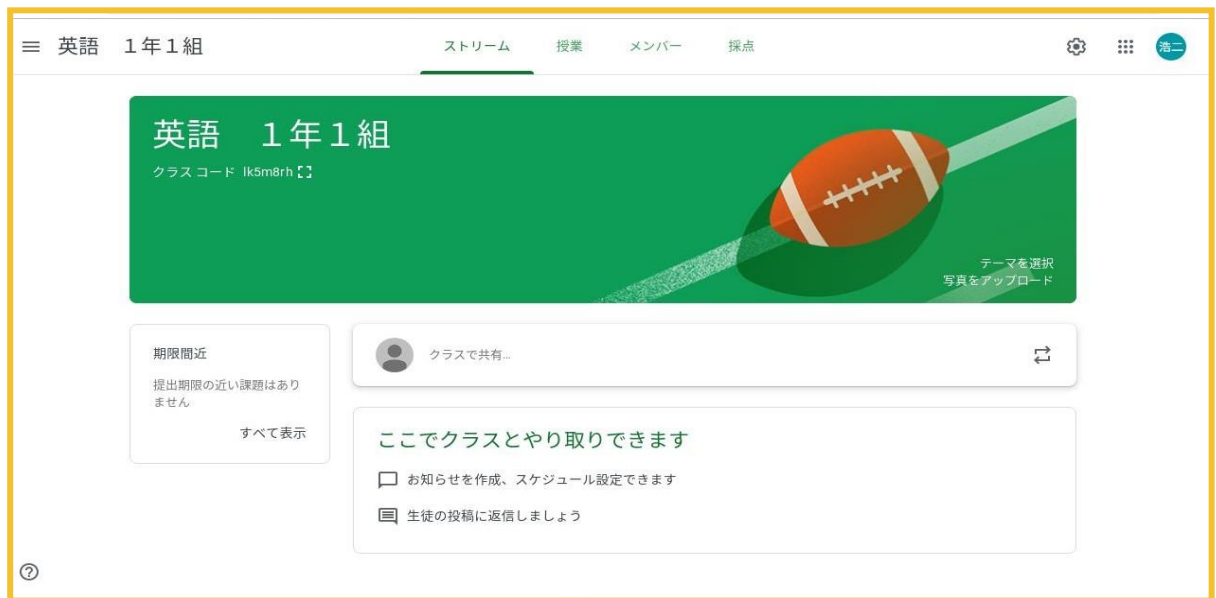 英語　１年１組
ストリーム
授業
メンバー
採点
浩二
英語　１年１組
クラス コード lk5m8rh
テーマを選択
写真をアップロード
期限間近
提出期限の近い課題はあり
ません
すべて表示
クラスで共有...
ここでクラスとやり取りできます
お知らせを作成、スケジュール設定できます
生徒の投稿に返信しましょう